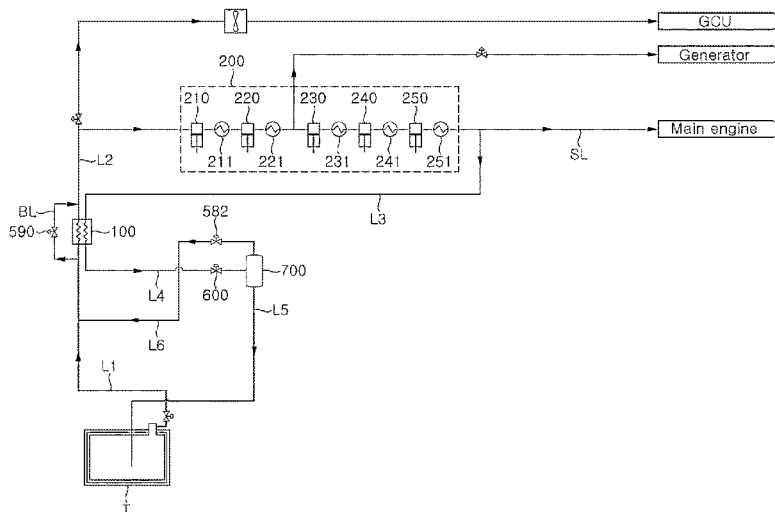 GCU
Generator
200
210
220
230
240
250
211
221
231
241
251
Main engine
SL
L2
L3
BL
590
100
582
700
L4
600
L5
L6
L1
T